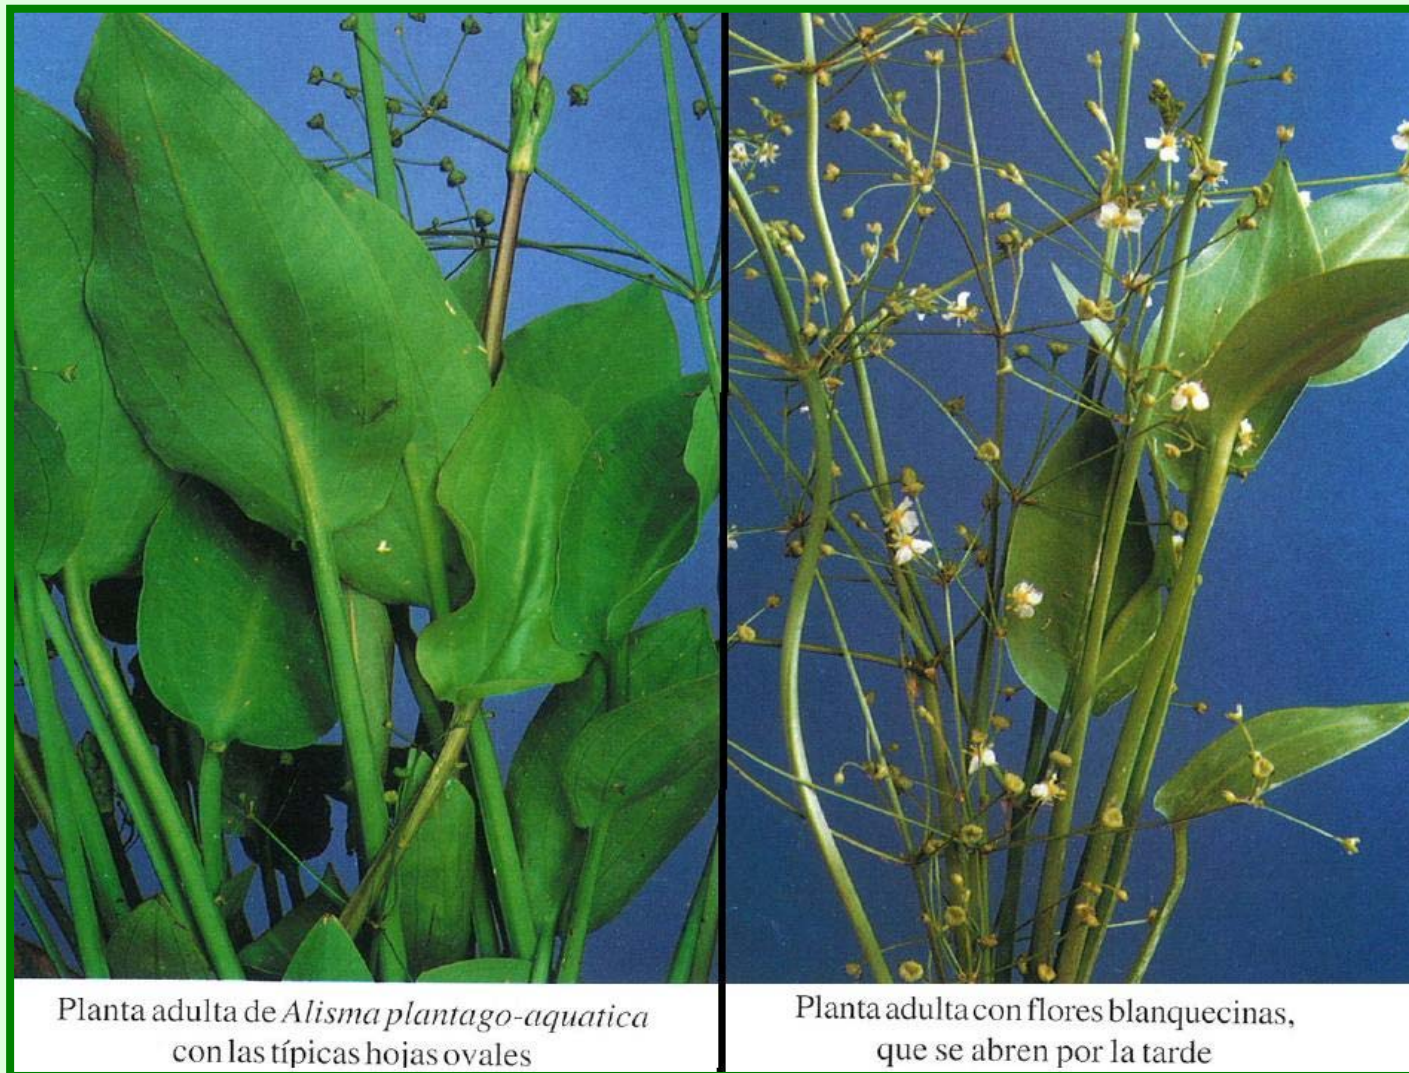 Planta adulta de Alisma plantago-aquatica
con las típicas hojas ovales
Planta adulta con flores blanquecinas,
que se abren por la tarde